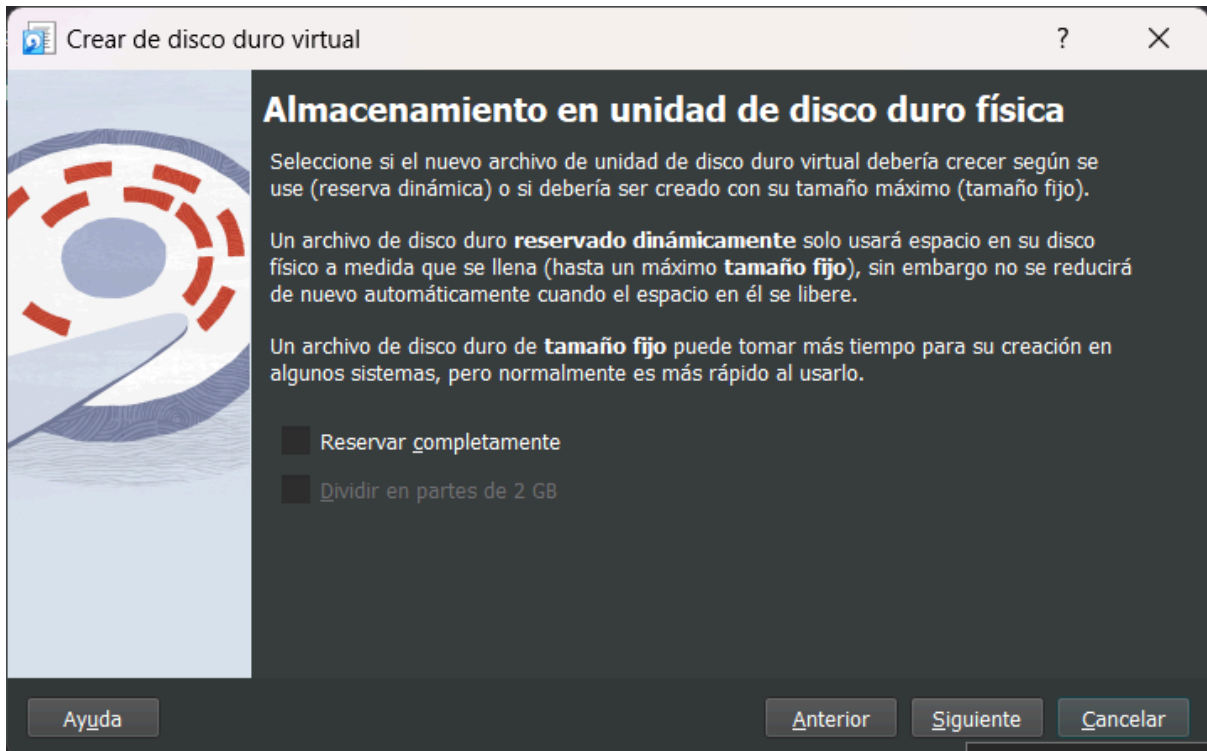 Crear de disco duro virtual
?
Almacenamiento en unidad de disco duro física
Seleccione si el nuevo archivo de unidad de disco duro virtual debería crecer según se
use (reserva dinámica) o si debería ser creado con su tamaño máximo (tamaño fijo).
Un archivo de disco duro reservado dinámicamente solo usará espacio en su disco
físico a medida que se llena (hasta un máximo tamaño fijo), sin embargo no se reducirá
de nuevo automáticamente cuando el espacio en él se libere.
Un archivo de disco duro de tamaño fijo puede tomar más tiempo para su creación en
algunos sistemas, pero normalmente es más rápido al usarlo.
Reservar completamente
Dividir en partes de 2 GB
Ayuda
Anterior
Siguiente
Cancelar